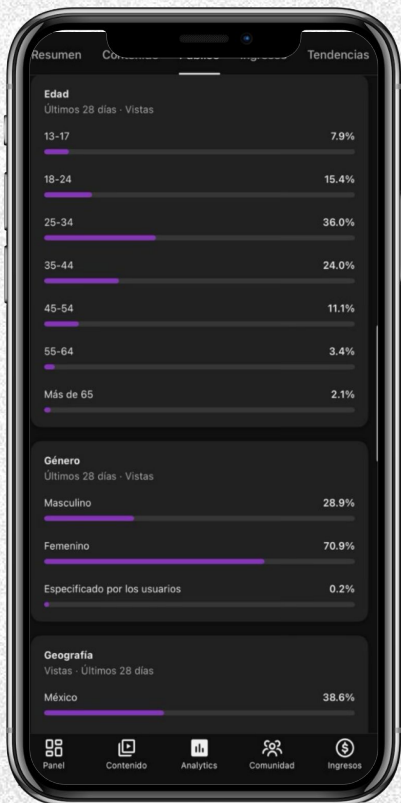 Resumen
Tendencias
Edad
Últimos 28 días · Vistas
13-17 7.9%
18-24 15.4%
25-34 36.0%
35-44 24.0%
45-54 11.1%
55-64 3.4%
Más de 65 2.1%
Género
Últimos 28 días · Vistas
Masculino 28.9%
Femenino 70.9%
Especificado por los usuarios 0.2%
Geografía
Vistas · Últimos 28 días
México 38.6%
Panel Contenido Analytics Comunidad Ingresos